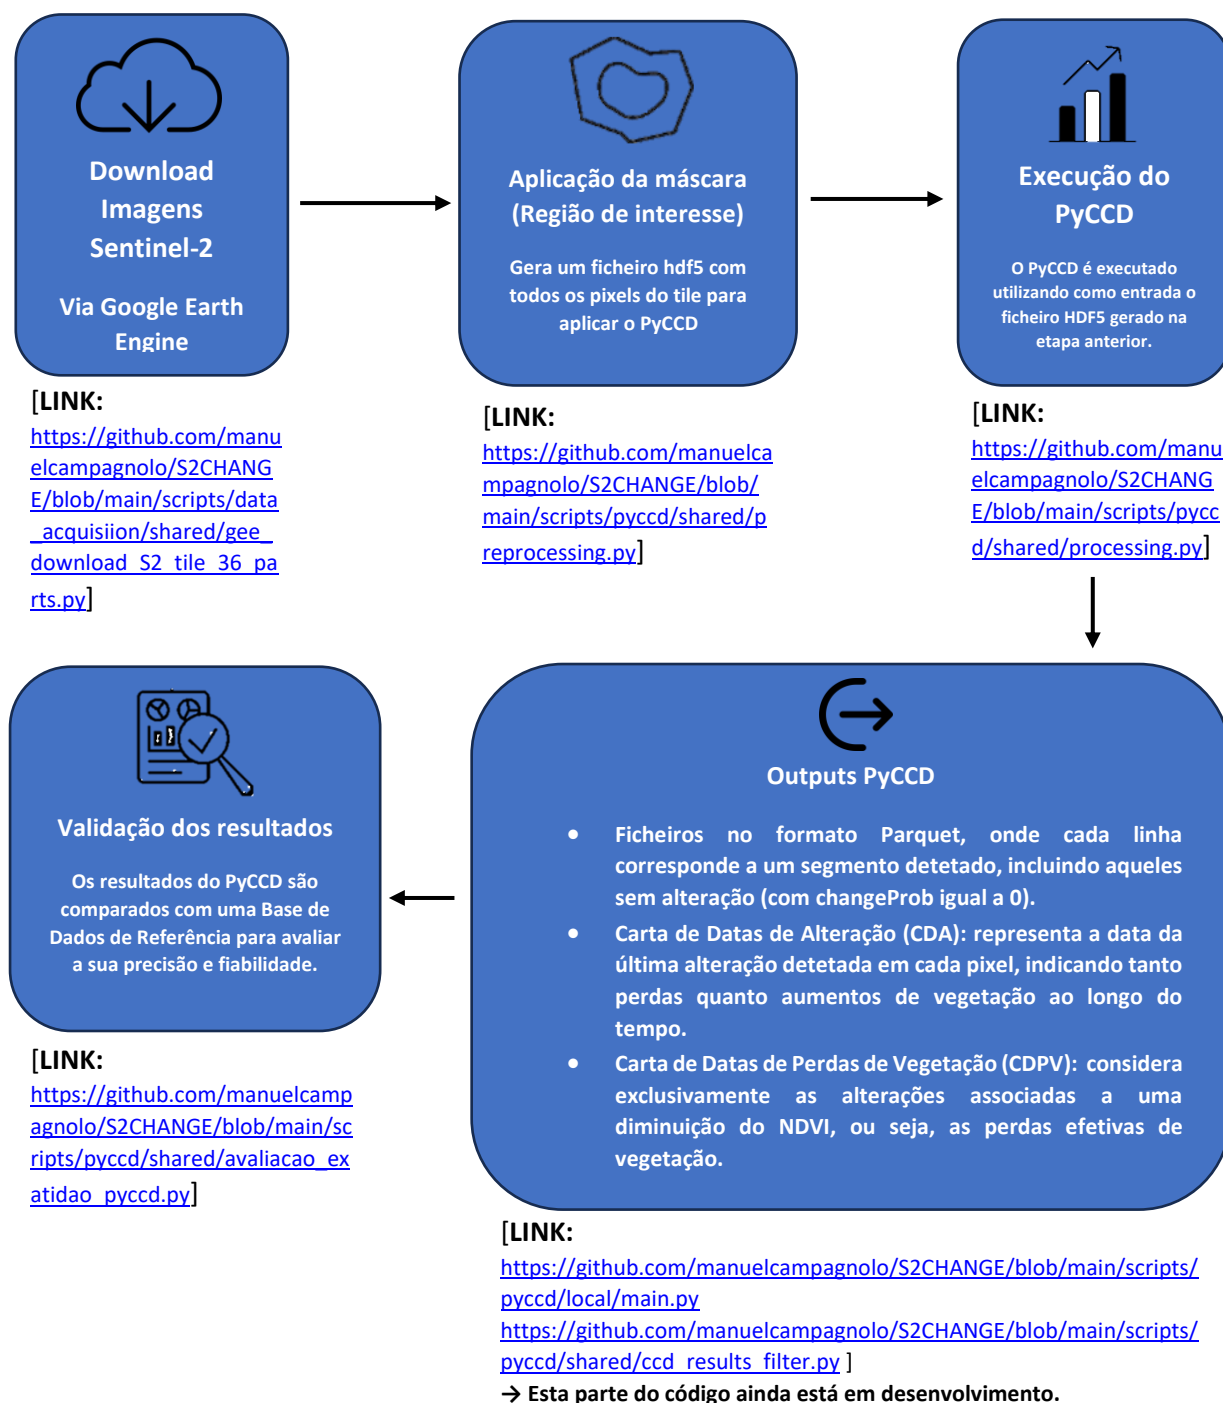 Download
Imagens
Sentinel-2
Via Google Earth
Engine
[LINK:
https://github.com/manu
elcampagnolo/S2CHANG
E/blob/main/scripts/data
_acquisiion/shared/gee_
download_S2_tile_36_pa
rts.py]
Aplicação da máscara
(Região de interesse)
Gera um ficheiro hdf5 com
todos os pixels do tile para
aplicar o PyCCD
[LINK:
https://github.com/manuelca
mpagnolo/S2CHANGE/blob/
main/scripts/pyccd/shared/p
reprocessing.py]
Execução do
PyCCD
O PyCCD é executado
utilizando como entrada o
ficheiro HDF5 gerado na
etapa anterior.
[LINK:
https://github.com/manu
elcampagnolo/S2CHANG
E/blob/main/scripts/pycc
d/shared/processing.py]
Outputs PyCCD
• Ficheiros no formato Parquet, onde cada linha
corresponde a um segmento detetado, incluindo aqueles
sem alteração (com changeProb igual a 0).
• Carta de Datas de Alteração (CDA): representa a data da
última alteração detetada em cada pixel, indicando tanto
perdas quanto aumentos de vegetação ao longo do
tempo.
• Carta de Datas de Perdas de Vegetação (CDPV): considera
exclusivamente as alterações associadas a uma
diminuição do NDVI, ou seja, as perdas efetivas de
vegetação.
[LINK:
https://github.com/manuelcampagnolo/S2CHANGE/blob/main/scripts/
pyccd/local/main.py
https://github.com/manuelcampagnolo/S2CHANGE/blob/main/scripts/
pyccd/shared/ccd_results_filter.py ]
→ Esta parte do código ainda está em desenvolvimento.
Validação dos resultados
Os resultados do PyCCD são
comparados com uma Base de
Dados de Referência para avaliar
a sua precisão e fiabilidade.
[LINK:
https://github.com/manuelcamp
agnolo/S2CHANGE/blob/main/sc
ripts/pyccd/shared/avaliacao_ex
atidao_pyccd.py]